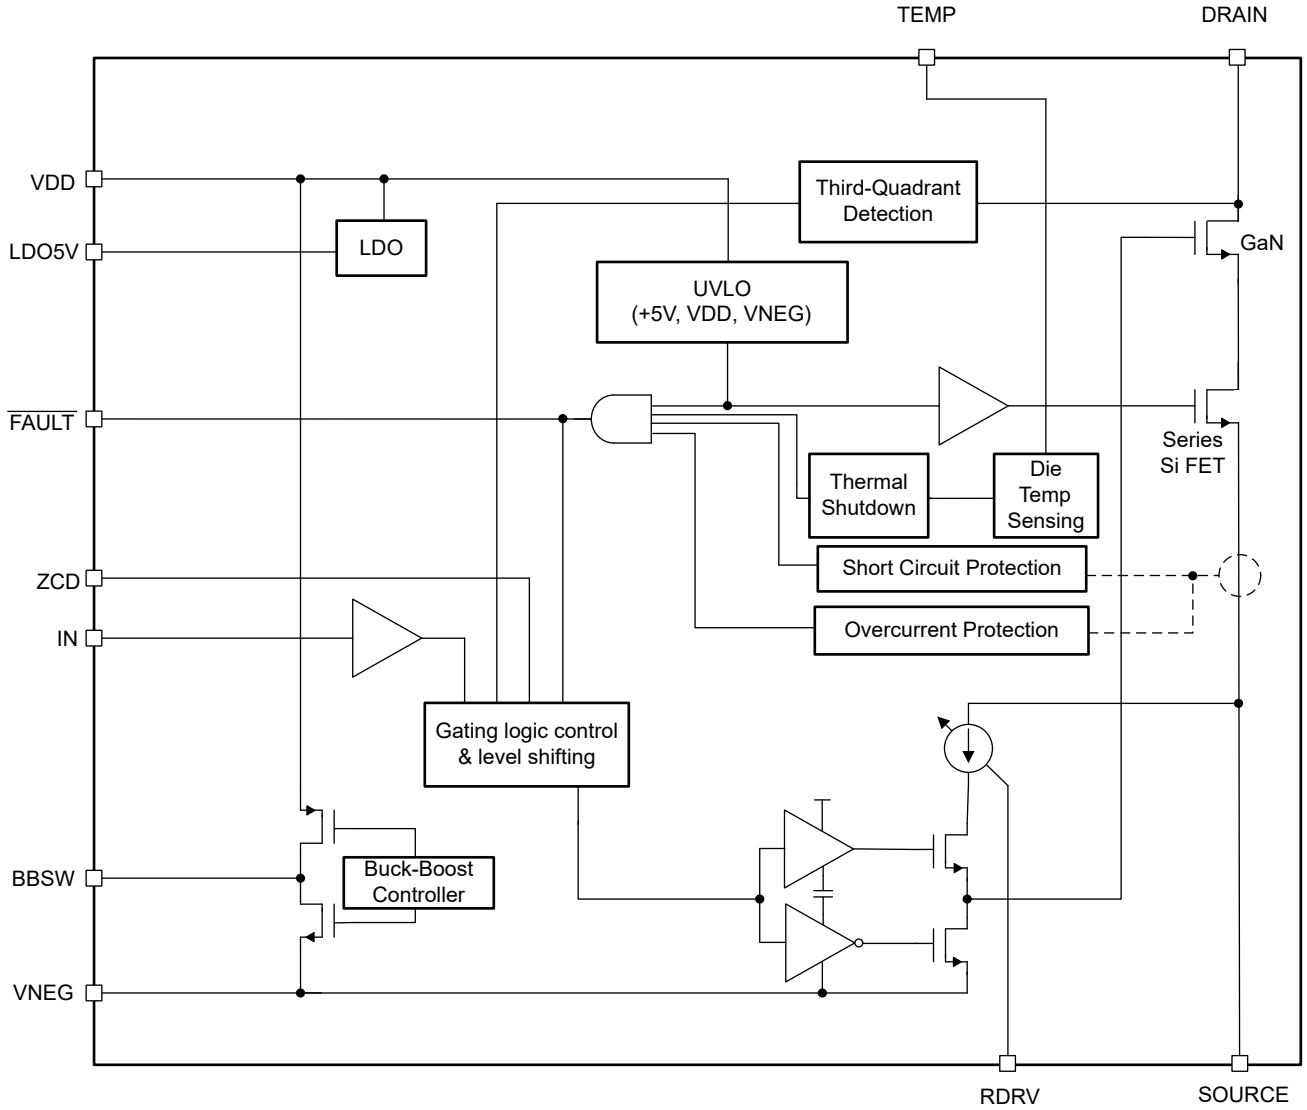 TEMP
DRAIN
VDD
Third-Quadrant
Detection
LDO5V
LDO
GaN
UVLO
(+5V, VDD, VNEG)
FAULT
Series
Si FET
Thermal
Shutdown
Die
Temp
Sensing
Short Circuit Protection
ZCD
Overcurrent Protection
IN
Gating logic control
& level shifting
BBSW
Buck-Boost
Controller
VNEG
RDRV
SOURCE